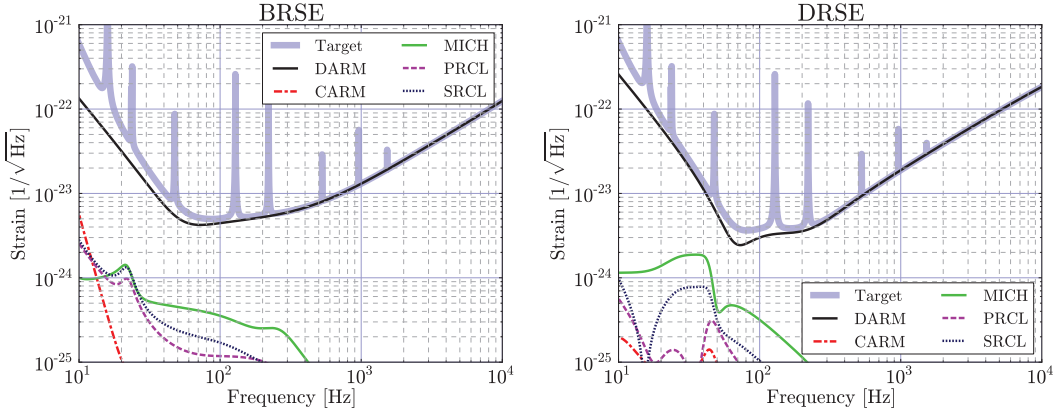 BRSE
Strain [1/√Hz]
10^-21
10^-22
10^-23
10^-24
10^-25
Target
DARM
CARM
MICH
PRCL
SRCL
10^1
10^2
10^3
10^4
Frequency [Hz]
DRSE
Strain [1/√Hz]
10^-21
10^-22
10^-23
10^-24
10^-25
Target
DARM
CARM
MICH
PRCL
SRCL
10^1
10^2
10^3
10^4
Frequency [Hz]